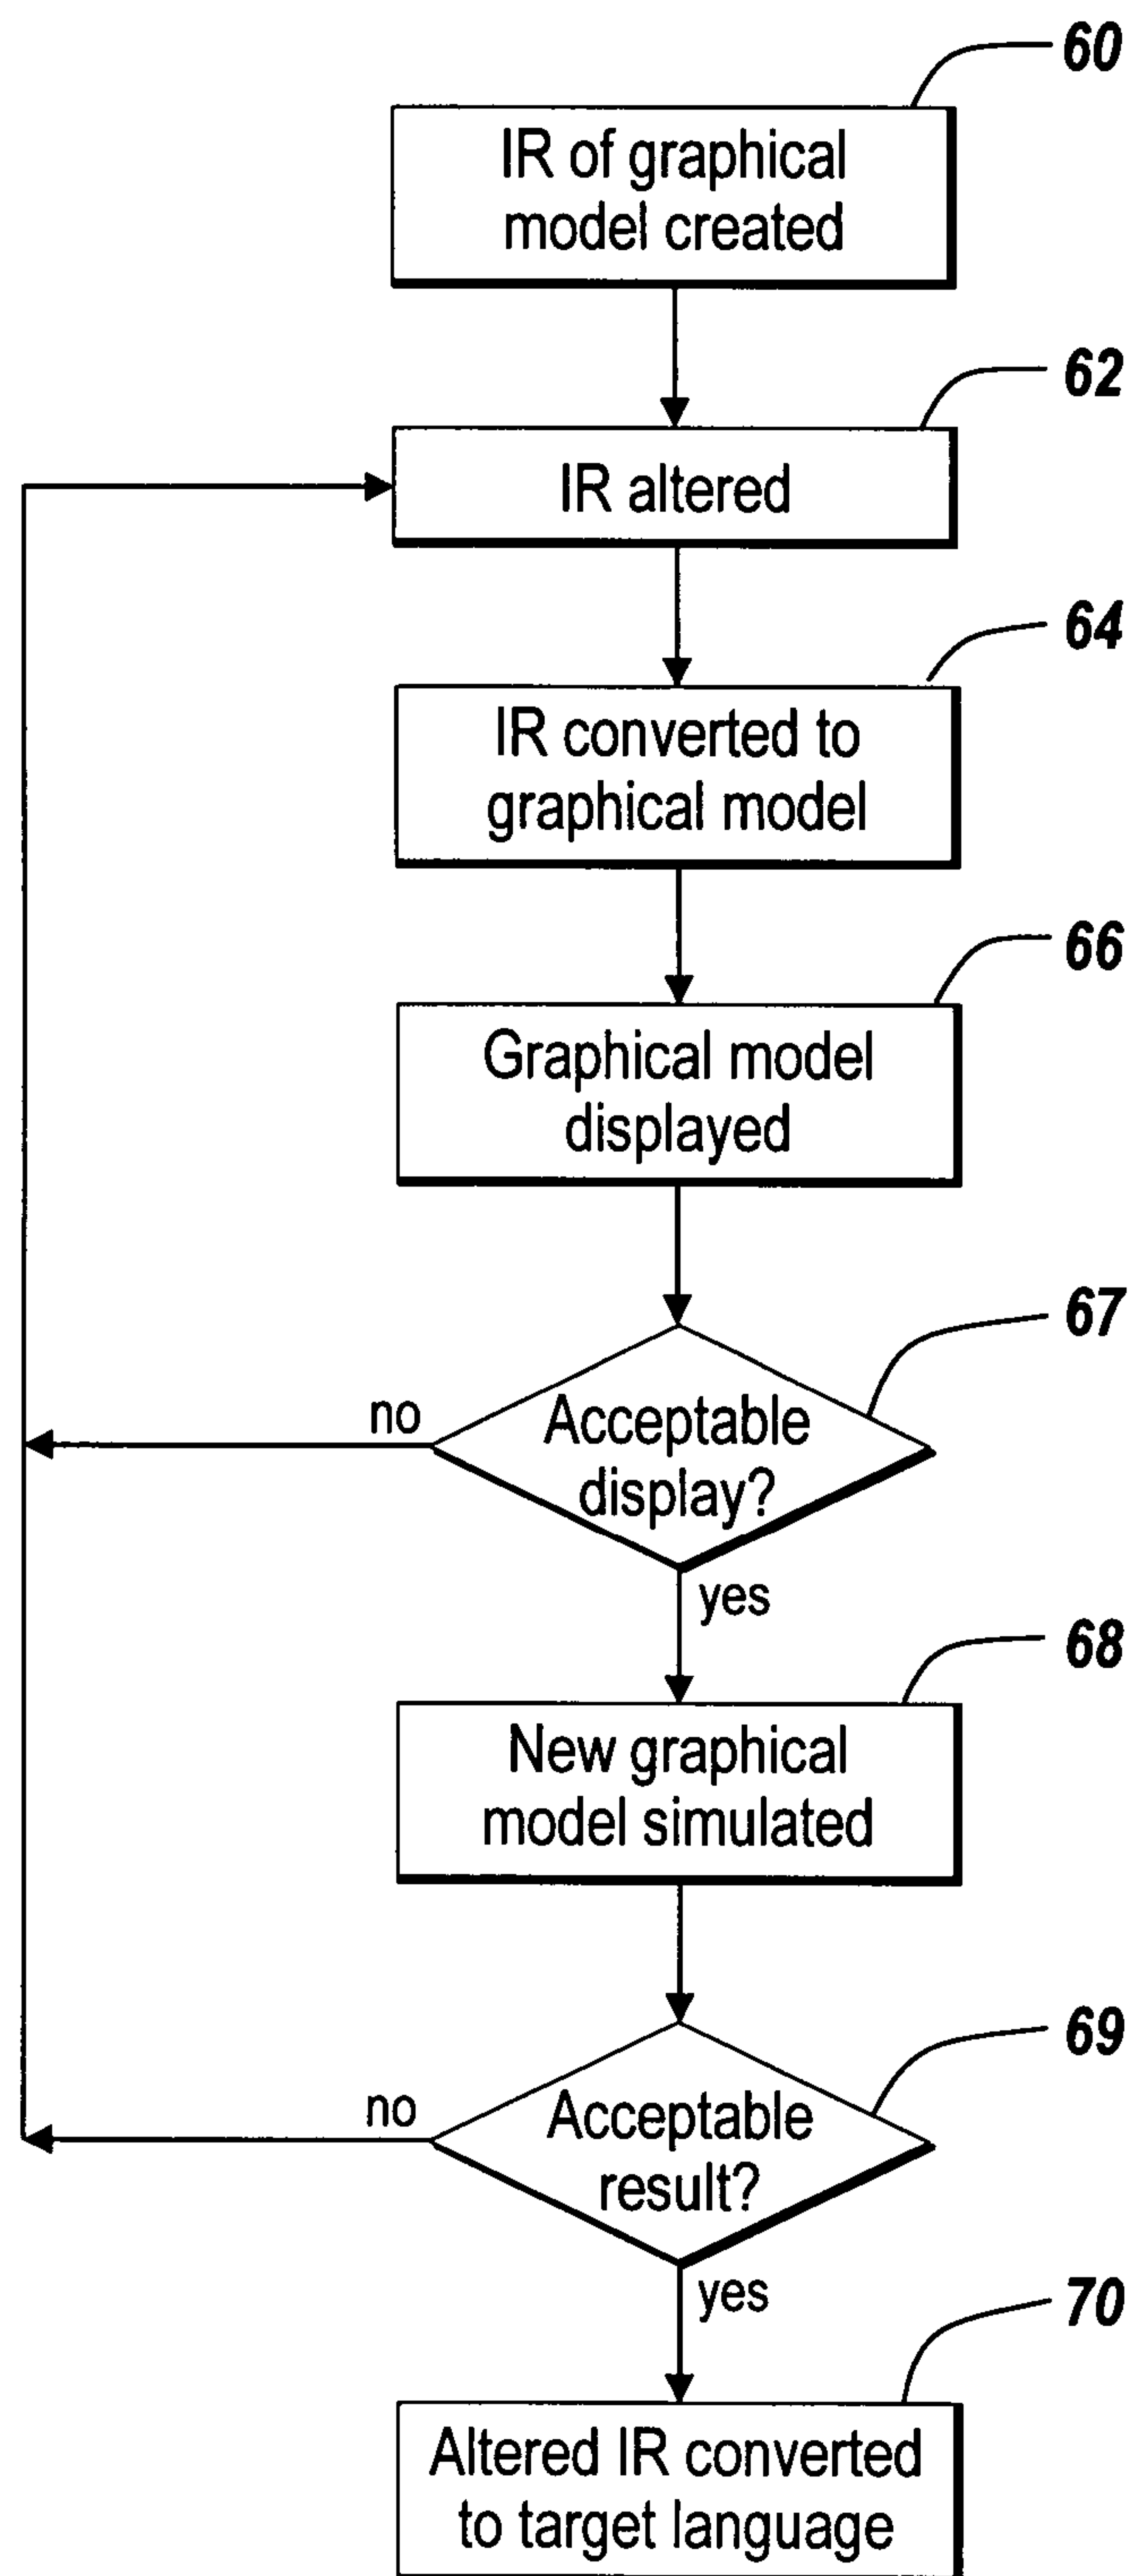 60
IR of graphical
model created
62
IR altered
64
IR converted to
graphical model
66
Graphical model
displayed
67
no
Acceptable
display?
yes
68
New graphical
model simulated
69
no
Acceptable
result?
yes
70
Altered IR converted
to target language